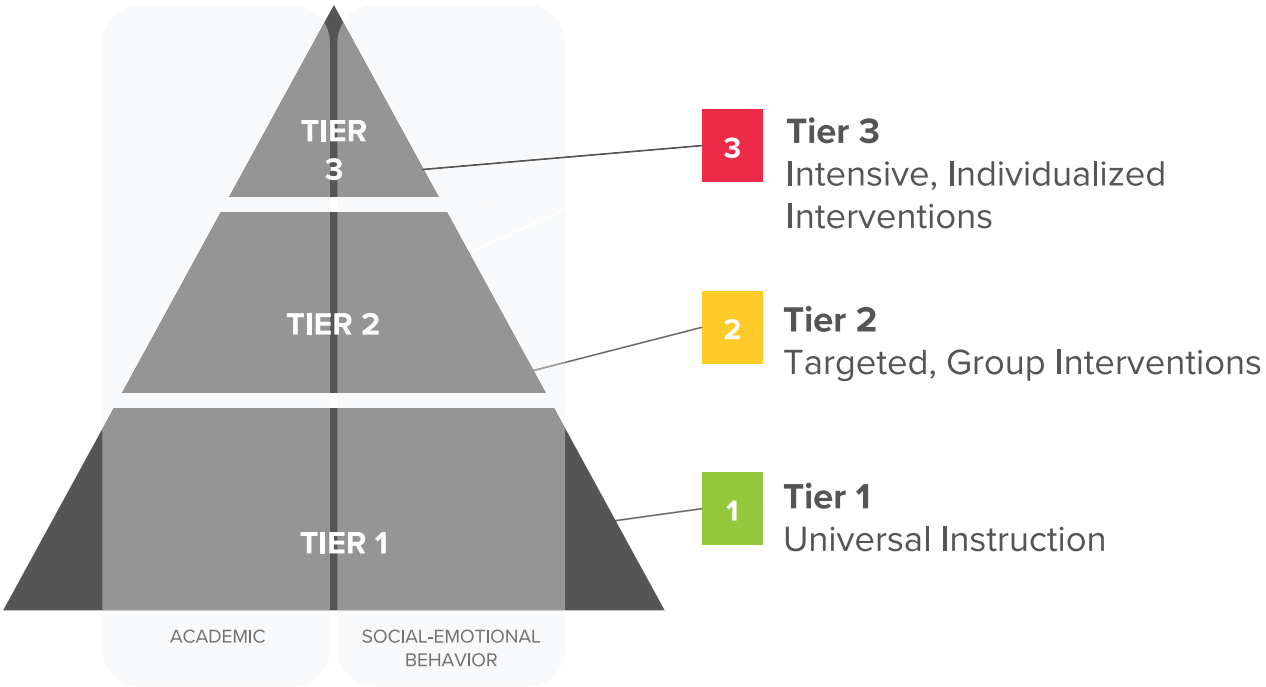 TIER
3
TIER 2
TIER 1
ACADEMIC
SOCIAL-EMOTIONAL
BEHAVIOR
3
Tier 3
Intensive, Individualized
Interventions
2
Tier 2
Targeted, Group Interventions
1
Tier 1
Universal Instruction